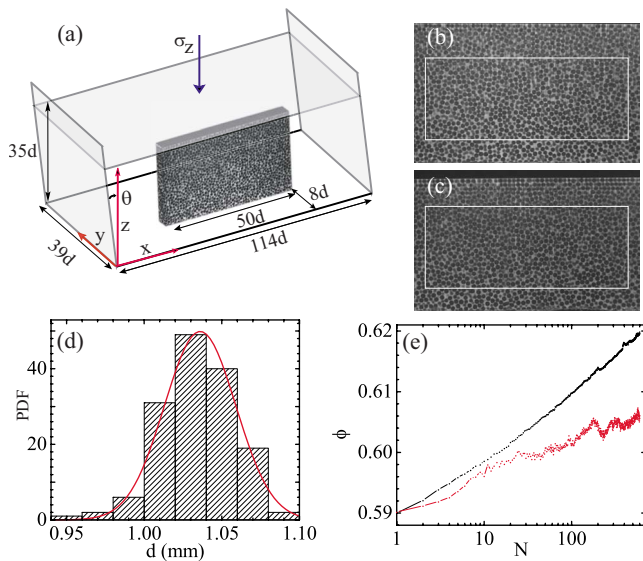 (a)
σz
35d
θ
z
y
x
39d
50d
8d
114d
(b)
(c)
(d)
PDF
40
20
0
0.95 1.00 1.05 1.10
d (mm)
(e)
ϕ
0.62
0.61
0.60
0.59
1 10 100
N